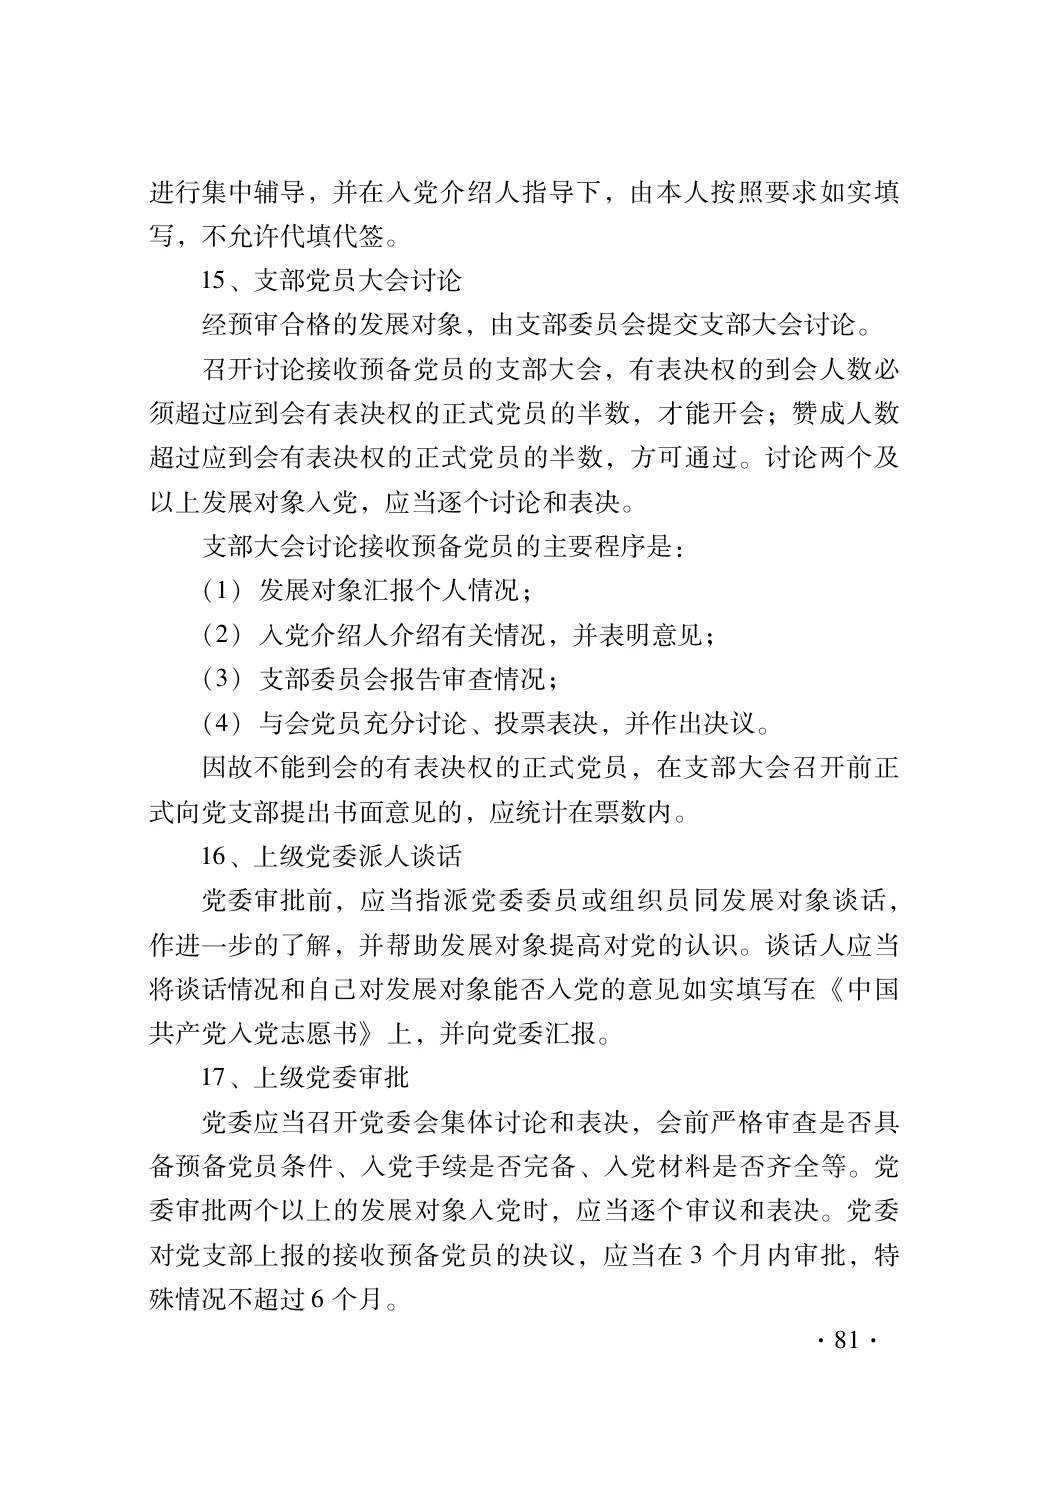 进行集中辅导，并在入党介绍人指导下，由本人按照要求如实填
写，不允许代填代签。
15、支部党员大会讨论
经预审合格的发展对象，由支部委员会提交支部大会讨论。
召开讨论接收预备党员的支部大会，有表决权的到会人数必
须超过应到会有表决权的正式党员的半数，才能开会；赞成人数
超过应到会有表决权的正式党员的半数，方可通过。讨论两个及
以上发展对象入党，应当逐个讨论和表决。
支部大会讨论接收预备党员的主要程序是：
（1）发展对象汇报个人情况；
（2）入党介绍人介绍有关情况，并表明意见；
（3）支部委员会报告审查情况；
（4）与会党员充分讨论、投票表决，并作出决议。
因故不能到会的有表决权的正式党员，在支部大会召开前正
式向党支部提出书面意见的，应统计在票数内。
16、上级党委派人谈话
党委审批前，应当指派党委委员或组织员同发展对象谈话，
作进一步的了解，并帮助发展对象提高对党的认识。谈话人应当
将谈话情况和自己对发展对象能否入党的意见如实填写在《中国
共产党入党志愿书》上，并向党委汇报。
17、上级党委审批
党委应当召开党委会集体讨论和表决，会前严格审查是否具
备预备党员条件、入党手续是否完备、入党材料是否齐全等。党
委审批两个以上的发展对象入党时，应当逐个审议和表决。党委
对党支部上报的接收预备党员的决议，应当在 3 个月内审批，特
殊情况不超过 6 个月。
·81·